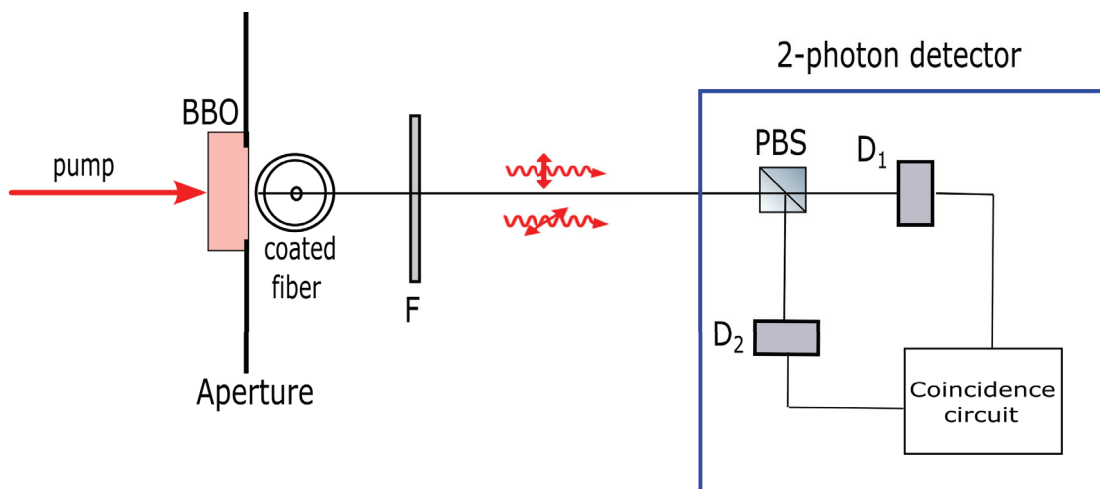 2-photon detector
BBO
pump
PBS
D₁
coated
fiber
F
D₂
Aperture
Coincidence
circuit